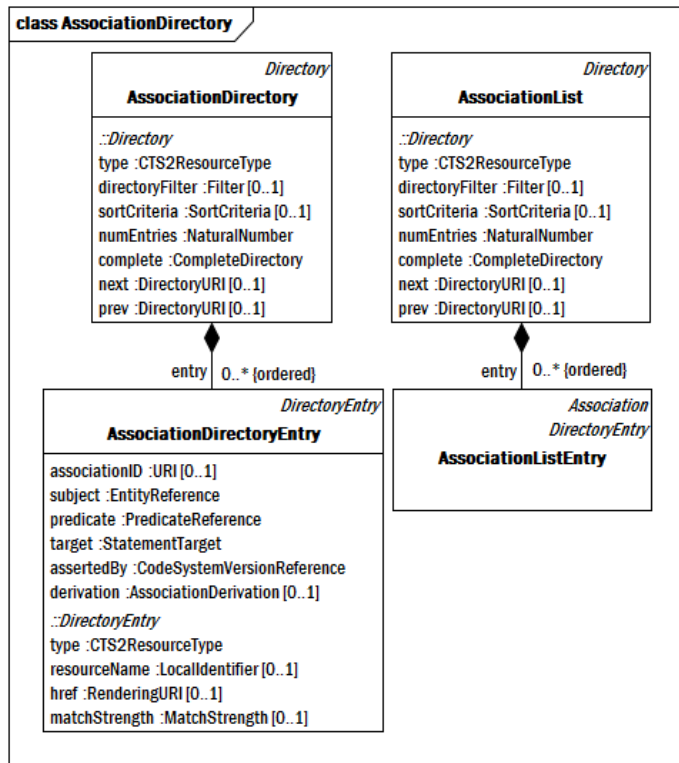 class AssociationDirectory
Directory
AssociationDirectory
::Directory
type :CTS2ResourceType
directoryFilter :Filter [0..1]
sortCriteria :SortCriteria [0..1]
numEntries :NaturalNumber
complete :CompleteDirectory
next :DirectoryURI [0..1]
prev :DirectoryURI [0..1]
entry 0..* {ordered}
DirectoryEntry
AssociationDirectoryEntry
associationID :URI [0..1]
subject :EntityReference
predicate :PredicateReference
target :StatementTarget
assertedBy :CodeSystemVersionReference
derivation :AssociationDerivation [0..1]
::DirectoryEntry
type :CTS2ResourceType
resourceName :LocalIdentifier [0..1]
href :RenderingURI [0..1]
matchStrength :MatchStrength [0..1]
Directory
AssociationList
::Directory
type :CTS2ResourceType
directoryFilter :Filter [0..1]
sortCriteria :SortCriteria [0..1]
numEntries :NaturalNumber
complete :CompleteDirectory
next :DirectoryURI [0..1]
prev :DirectoryURI [0..1]
entry 0..* {ordered}
Association
DirectoryEntry
AssociationListEntry